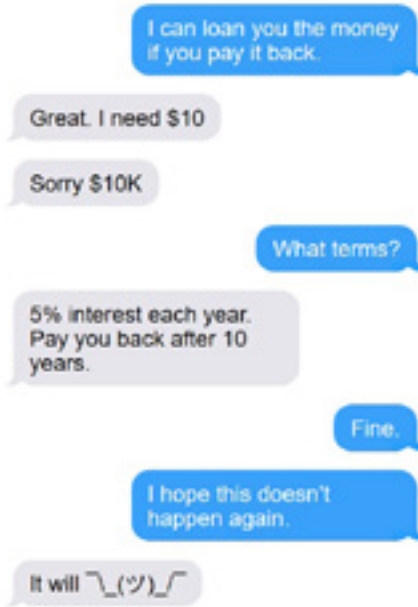 I can loan you the money
if you pay it back.
Great. I need $10
Sorry $10K
What terms?
5% interest each year.
Pay you back after 10
years.
Fine.
I hope this doesn't
happen again.
It will ¯\_(ツ)_/¯